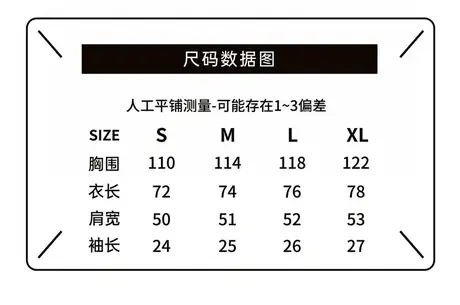 尺码数据图
人工平铺测量-可能存在1~3偏差
SIZE S M L XL
胸围 110 114 118 122
衣长 72 74 76 78
肩宽 50 51 52 53
袖长 24 25 26 27